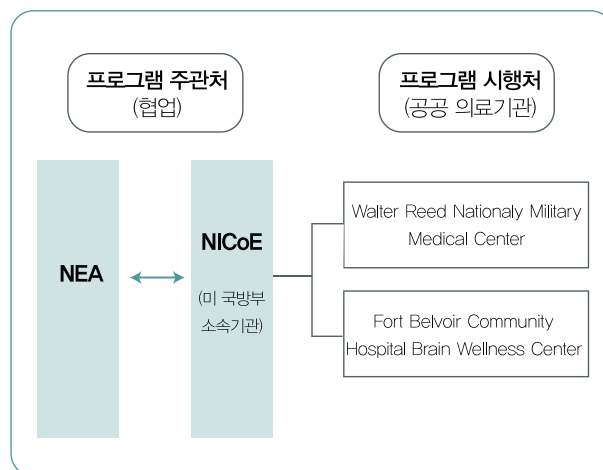 프로그램 주관처
(협업)
프로그램 시행처
(공공 의료기관)
NEA
NICoE
(미 국방부
소속기관)
Walter Reed Nationaly Military
Medical Center
Fort Belvoir Community
Hospital Brain Wellness Center